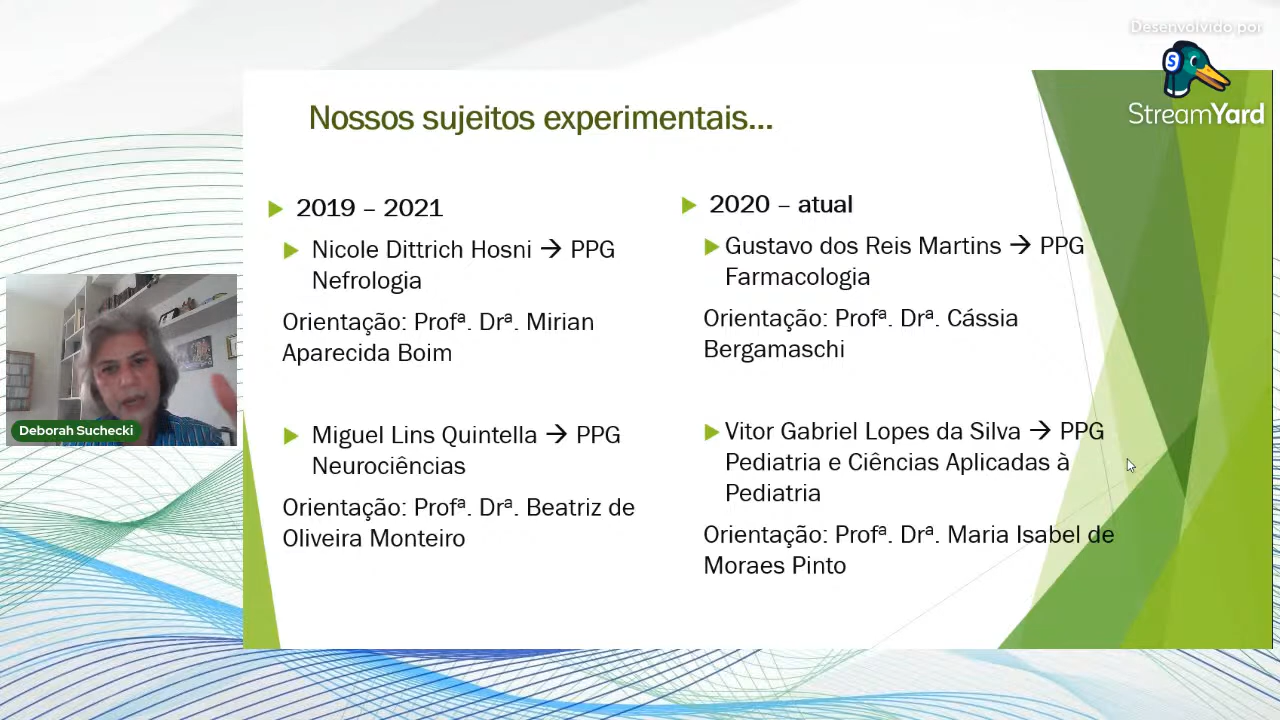 Desenvolvido por
S
StreamYard
Nossos sujeitos experimentais...
2019 – 2021
Nicole Dittrich Hosni → PPG
Nefrologia
Orientação: Profª. Drª. Mirian
Aparecida Boim
Miguel Lins Quintella → PPG
Neurociências
Orientação: Profª. Drª. Beatriz de
Oliveira Monteiro
2020 – atual
Gustavo dos Reis Martins → PPG
Farmacologia
Orientação: Profª. Drª. Cássia
Bergamaschi
Vitor Gabriel Lopes da Silva → PPG
Pediatria e Ciências Aplicadas à
Pediatria
Orientação: Profª. Drª. Maria Isabel de
Moraes Pinto
Deborah Suchecki